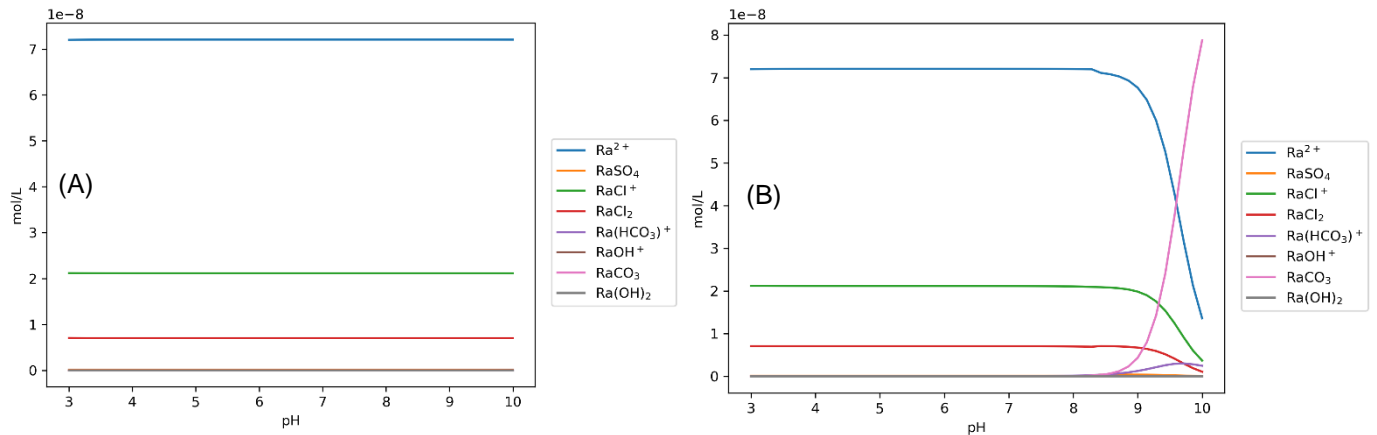 1e−8
7
6
5
4
3
2
1
0
mol/L
(A)
3 4 5 6 7 8 9 10
pH
Ra²⁺
RaSO₄
RaCl⁺
RaCl₂
Ra(HCO₃)⁺
RaOH⁺
RaCO₃
Ra(OH)₂
1e−8
8
7
6
5
4
3
2
1
0
mol/L
(B)
3 4 5 6 7 8 9 10
pH
Ra²⁺
RaSO₄
RaCl⁺
RaCl₂
Ra(HCO₃)⁺
RaOH⁺
RaCO₃
Ra(OH)₂